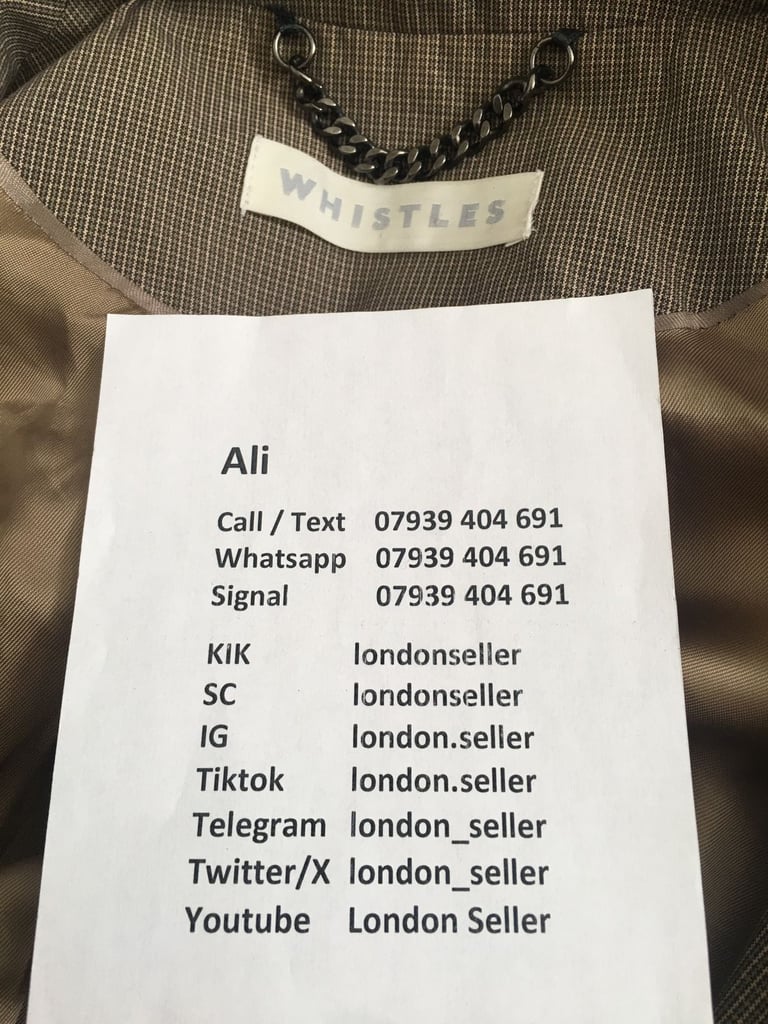 WHISTLES
Ali
Call / Text 07939 404 691
Whatsapp 07939 404 691
Signal 07939 404 691
KIK londonseller
SC londonseller
IG london.seller
Tiktok london.seller
Telegram london_seller
Twitter/X london_seller
Youtube London Seller